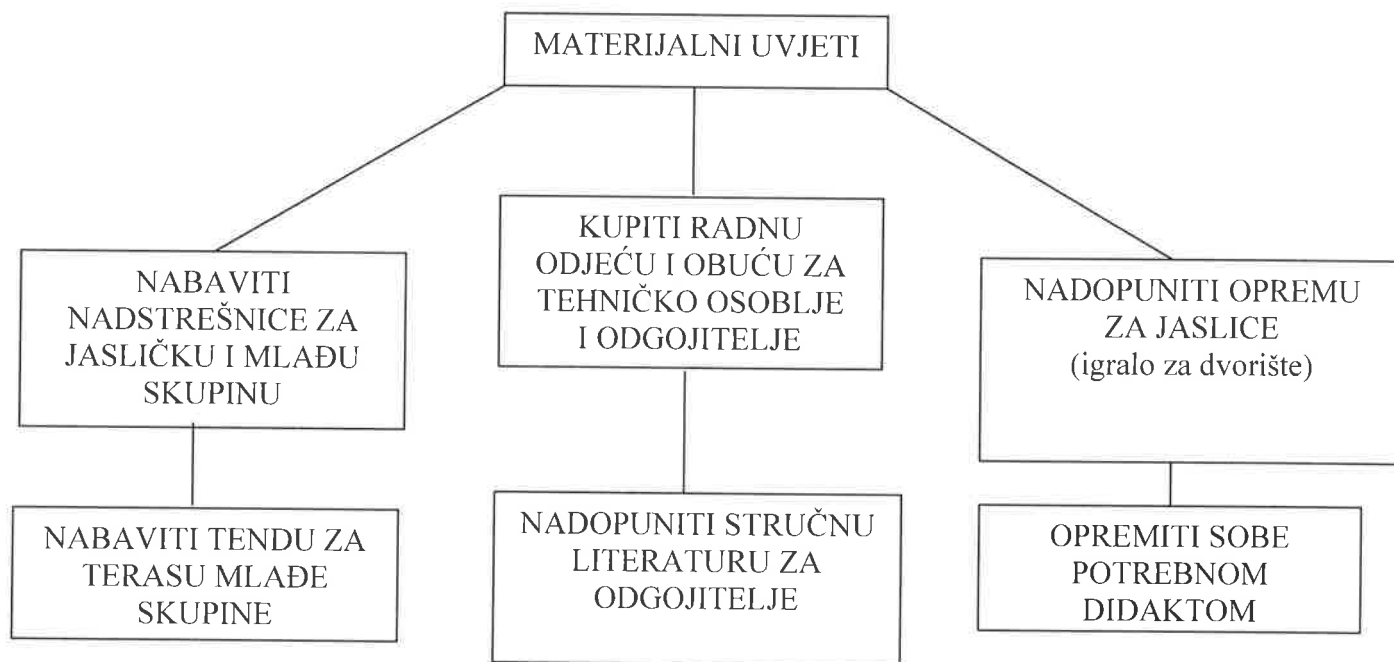 MATERIJALNI UVJETI
NABAVITI
NADSTREŠNICE ZA
JASLIČKU I MLAĐU
SKUPINU
KUPITI RADNU
ODJEĆU I OBUĆU ZA
TEHNIČKO OSOBLJE
I ODGOJITELJE
NADOPUNITI OPREMU
ZA JASLICE
(igralo za dvorište)
NABAVITI TENDU ZA
TERASU MLAĐE
SKUPINE
NADOPUNITI STRUČNU
LITERATURU ZA
ODGOJITELJE
OPREMITI SOBE
POTREBNOM
DIDAKTOM